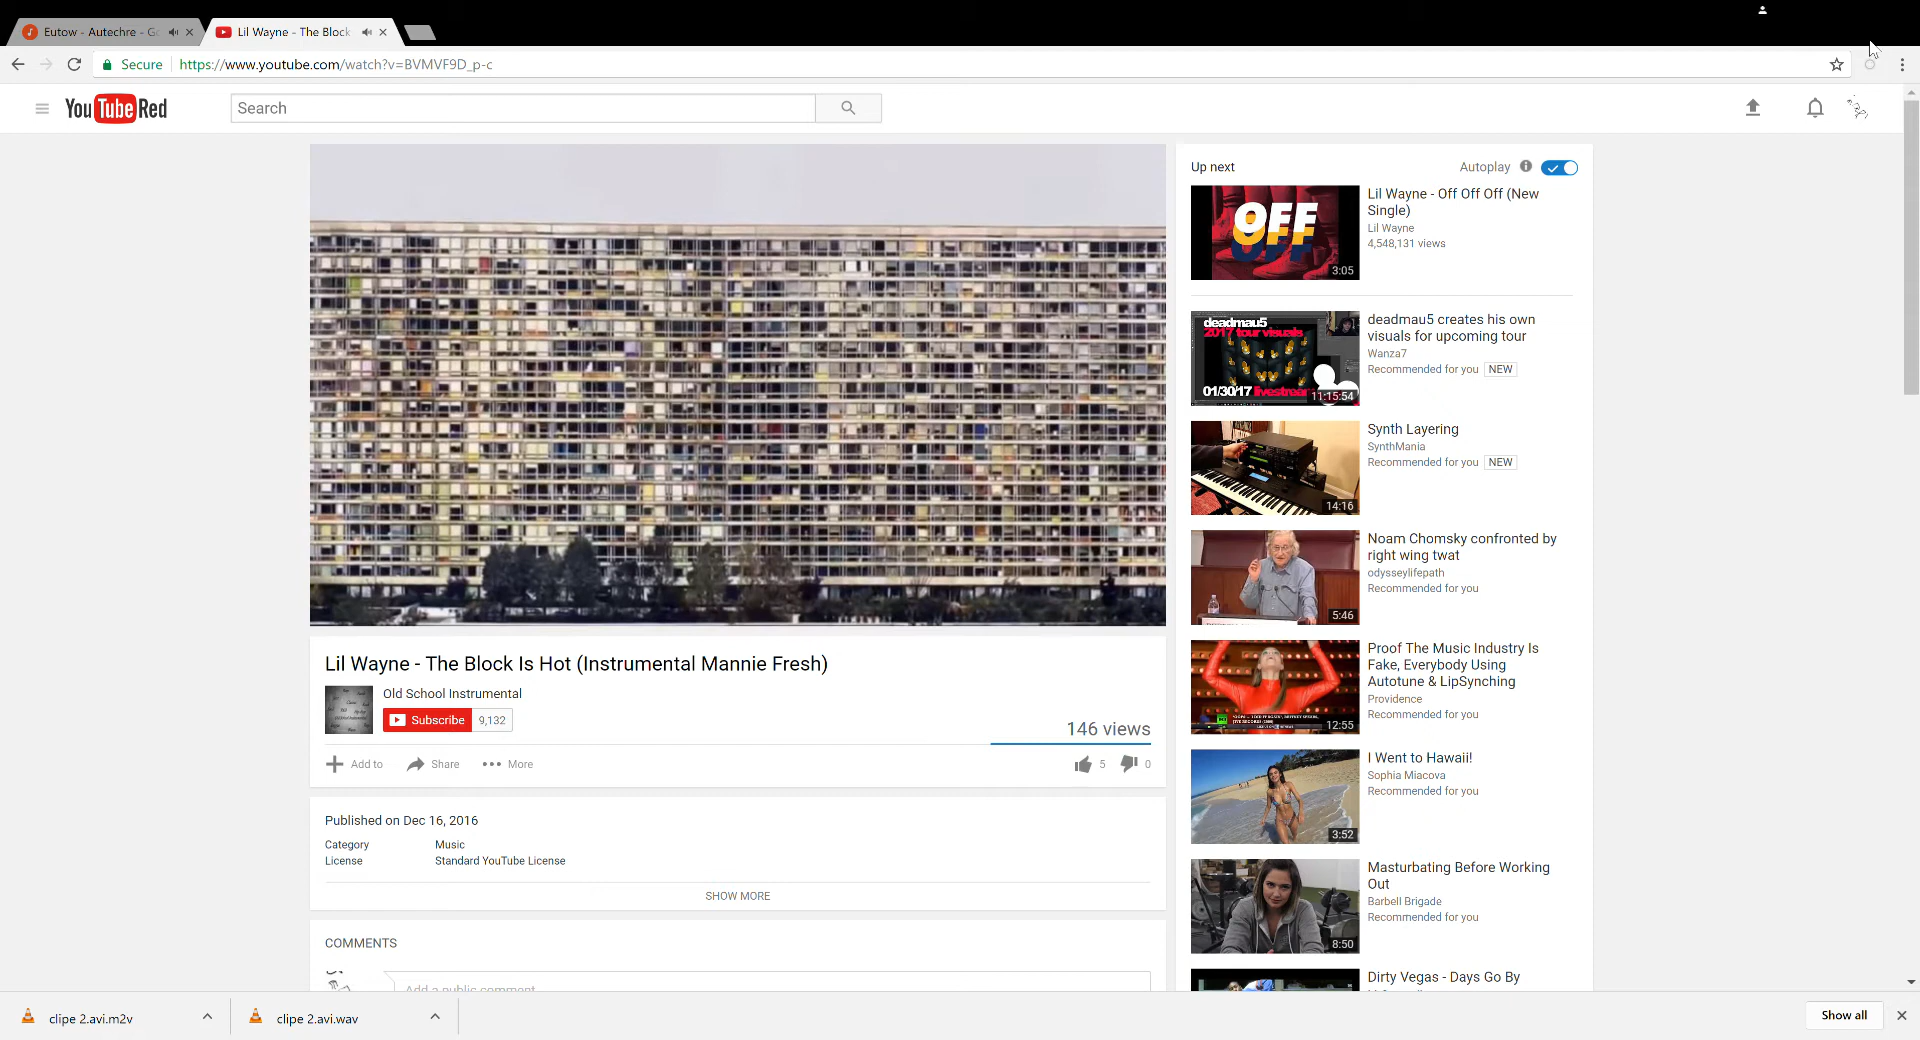 Eutow - Autechre - G
Lil Wayne - The Block
Secure
https://www.youtube.com/watch?v=BVMVF9D_p-c
YouTube Red
Search
Up next
Autoplay
OFF
3:05
Lil Wayne - Off Off Off (New
Single)
Lil Wayne
4,548,131 views
deadmau5
2017 tour visuals
01/30/17 livestream
11:15:54
deadmau5 creates his own
visuals for upcoming tour
Wanza7
Recommended for you NEW
14:16
Synth Layering
SynthMania
Recommended for you NEW
5:46
Noam Chomsky confronted by
right wing twat
odysseylifepath
Recommended for you
12:55
Proof The Music Industry Is
Fake, Everybody Using
Autotune & LipSynching
Providence
Recommended for you
3:52
I Went to Hawaii!
Sophia Miacova
Recommended for you
8:50
Masturbating Before Working
Out
Barbell Brigade
Recommended for you
Dirty Vegas - Days Go By
Lil Wayne - The Block Is Hot (Instrumental Mannie Fresh)
Old School Instrumental
Subscribe 9,132
146 views
Add to Share More
5 0
Published on Dec 16, 2016
Category Music
License Standard YouTube License
SHOW MORE
COMMENTS
Add a public comment
clipe 2.avi.m2v
clipe 2.avi.wav
Show all